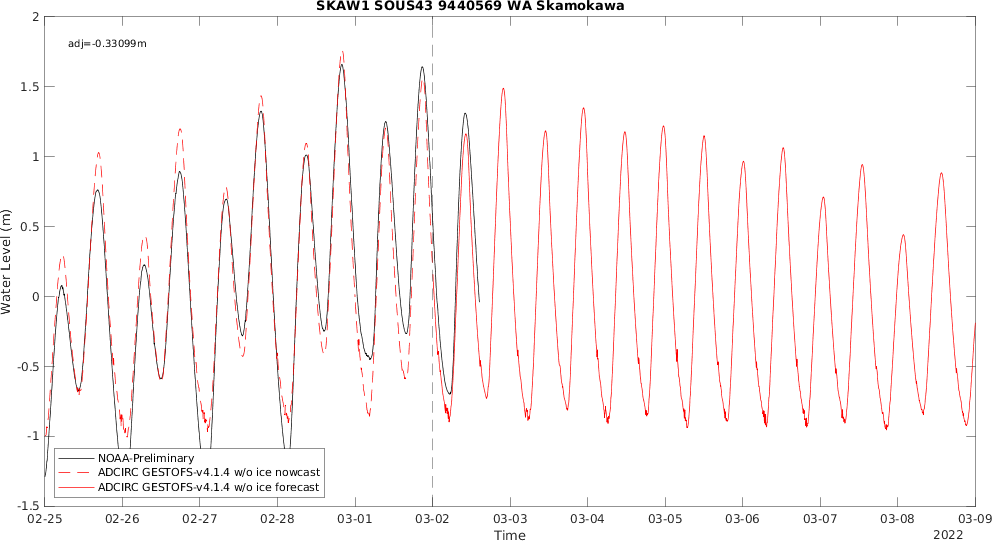 SKAW1 SOUS43 9440569 WA Skamokawa
adj=-0.33099m
Water Level (m)
2
1.5
1
0.5
0
-0.5
-1
-1.5
NOAA-Preliminary
ADCIRC GESTOFS-v4.1.4 w/o ice nowcast
ADCIRC GESTOFS-v4.1.4 w/o ice forecast
02-25 02-26 02-27 02-28 03-01 03-02 03-03 03-04 03-05 03-06 03-07 03-08 03-09
Time
2022